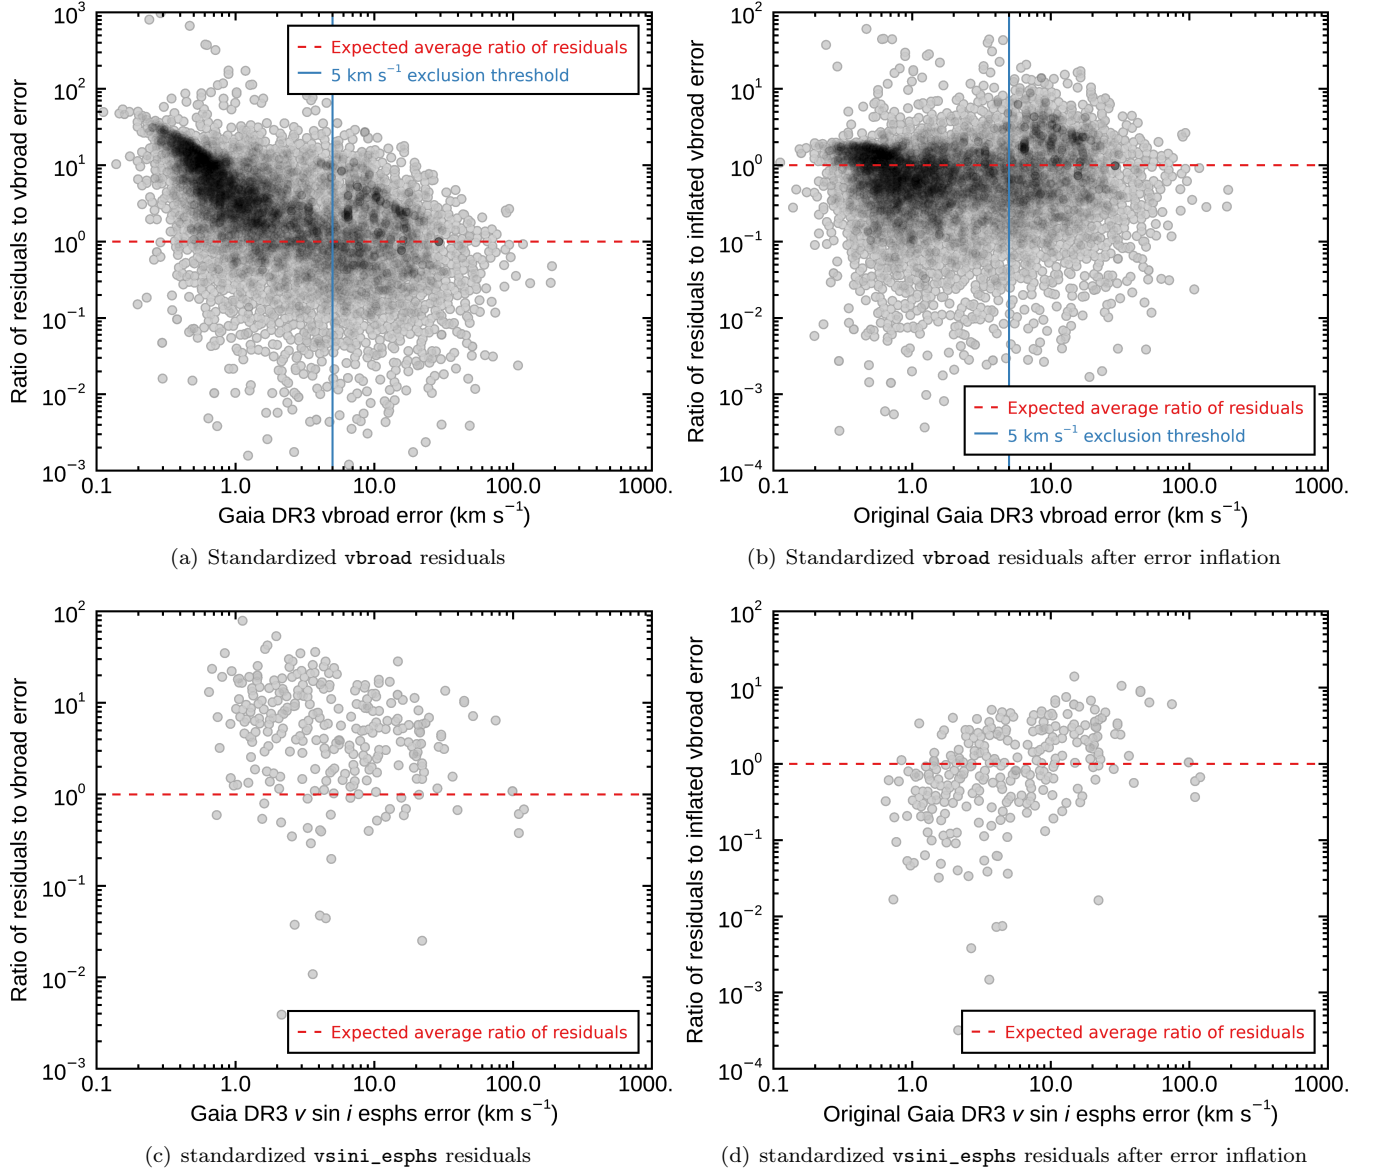 Ratio of residuals to vbroad error
10³
10²
10¹
10⁰
10⁻¹
10⁻²
10⁻³
Expected average ratio of residuals
5 km s⁻¹ exclusion threshold
0.1 1.0 10.0 100.0 1000.
Gaia DR3 vbroad error (km s⁻¹)
(a) Standardized vbroad residuals
Ratio of residuals to inflated vbroad error
10²
10¹
10⁰
10⁻¹
10⁻²
10⁻³
10⁻⁴
Expected average ratio of residuals
5 km s⁻¹ exclusion threshold
0.1 1.0 10.0 100.0 1000.
Original Gaia DR3 vbroad error (km s⁻¹)
(b) Standardized vbroad residuals after error inflation
Ratio of residuals to vbroad error
10²
10¹
10⁰
10⁻¹
10⁻²
10⁻³
Expected average ratio of residuals
0.1 1.0 10.0 100.0 1000.
Gaia DR3 v sin i esphs error (km s⁻¹)
(c) standardized vsini_esphs residuals
Ratio of residuals to inflated vbroad error
10²
10¹
10⁰
10⁻¹
10⁻²
10⁻³
10⁻⁴
Expected average ratio of residuals
0.1 1.0 10.0 100.0 1000.
Original Gaia DR3 v sin i esphs error (km s⁻¹)
(d) standardized vsini_esphs residuals after error inflation